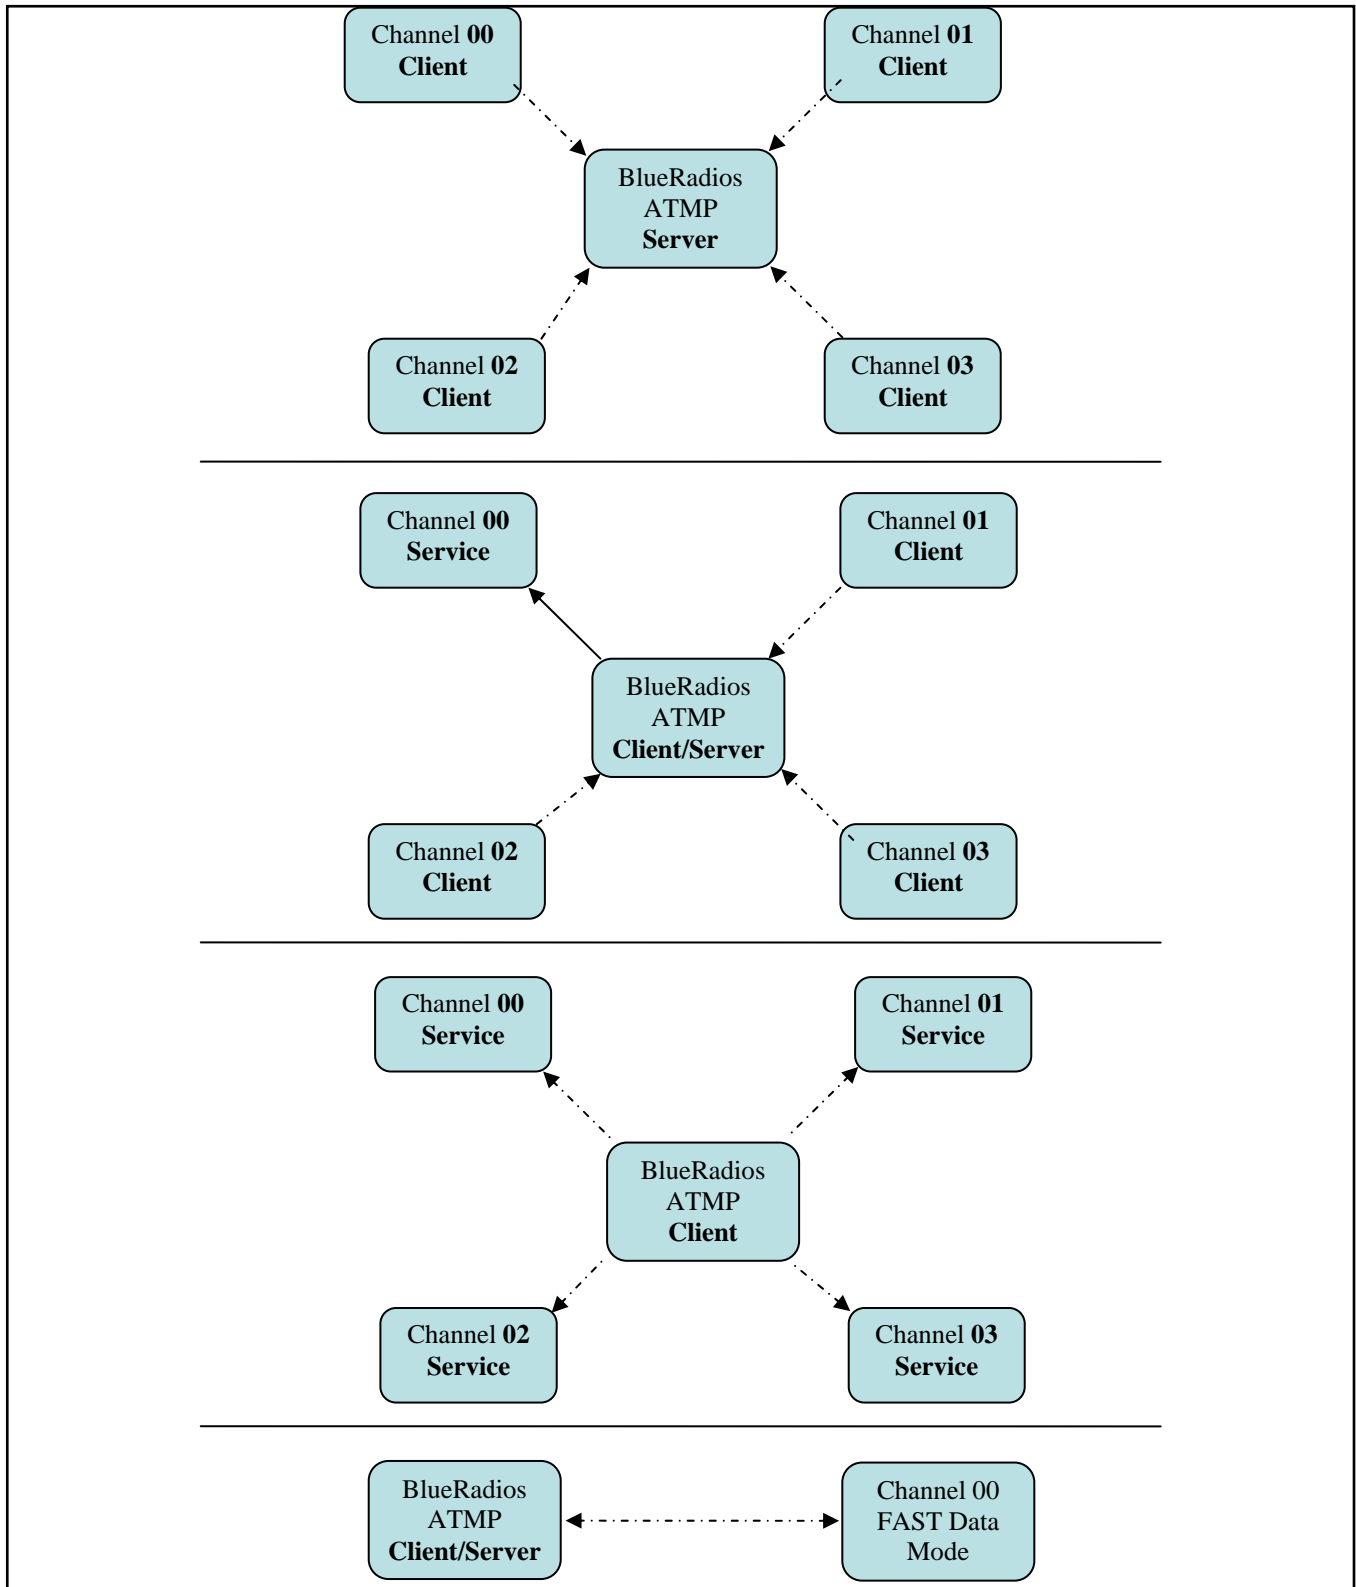 Channel 00
Client
Channel 01
Client
BlueRadios
ATMP
Server
Channel 02
Client
Channel 03
Client
Channel 00
Service
Channel 01
Client
BlueRadios
ATMP
Client/Server
Channel 02
Client
Channel 03
Client
Channel 00
Service
Channel 01
Service
BlueRadios
ATMP
Client
Channel 02
Service
Channel 03
Service
BlueRadios
ATMP
Client/Server
Channel 00
FAST Data
Mode